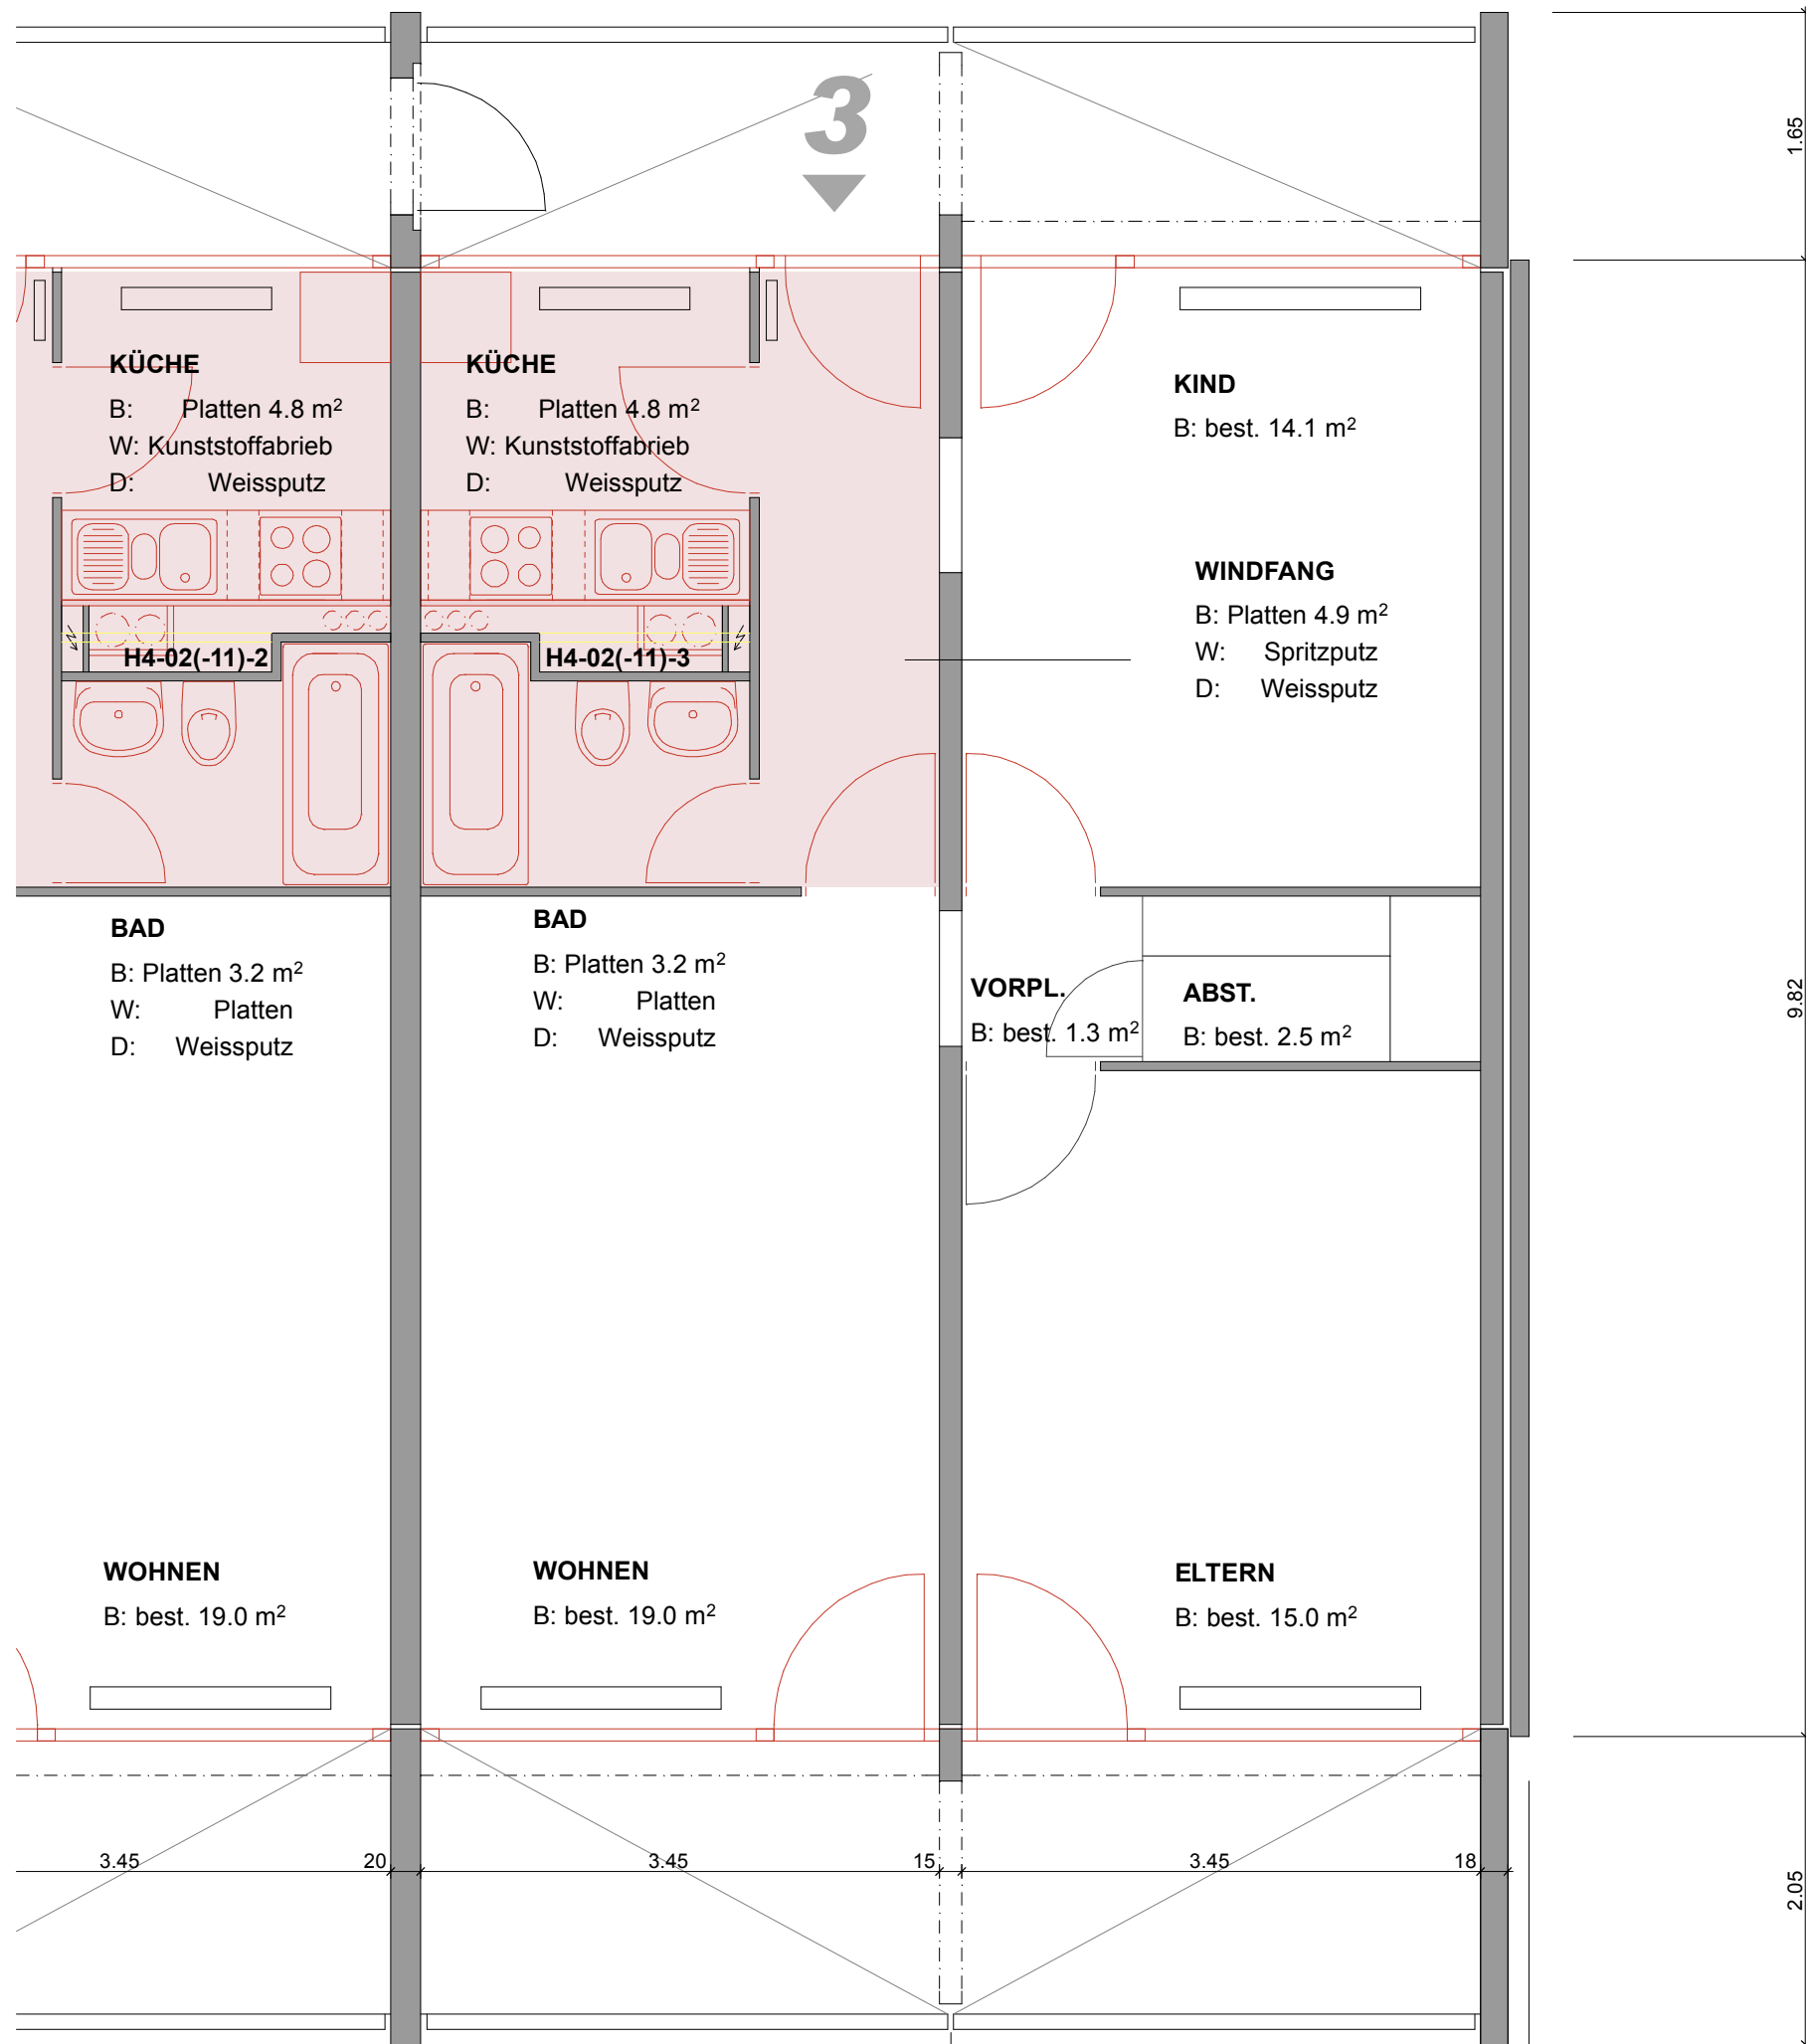 3
1.65
KÜCHE
B: Platten 4.8 m²
W: Kunststoffabrieb
D: Weissputz
KÜCHE
B: Platten 4.8 m²
W: Kunststoffabrieb
D: Weissputz
KIND
B: best. 14.1 m²
WINDFANG
B: Platten 4.9 m²
W: Spritzputz
D: Weissputz
H4-02(-11)-2
H4-02(-11)-3
BAD
B: Platten 3.2 m²
W: Platten
D: Weissputz
BAD
B: Platten 3.2 m²
W: Platten
D: Weissputz
VORPL.
B: best. 1.3 m²
ABST.
B: best. 2.5 m²
9.82
WOHNEN
B: best. 19.0 m²
WOHNEN
B: best. 19.0 m²
ELTERN
B: best. 15.0 m²
3.45 20 3.45 15 3.45 18
2.05